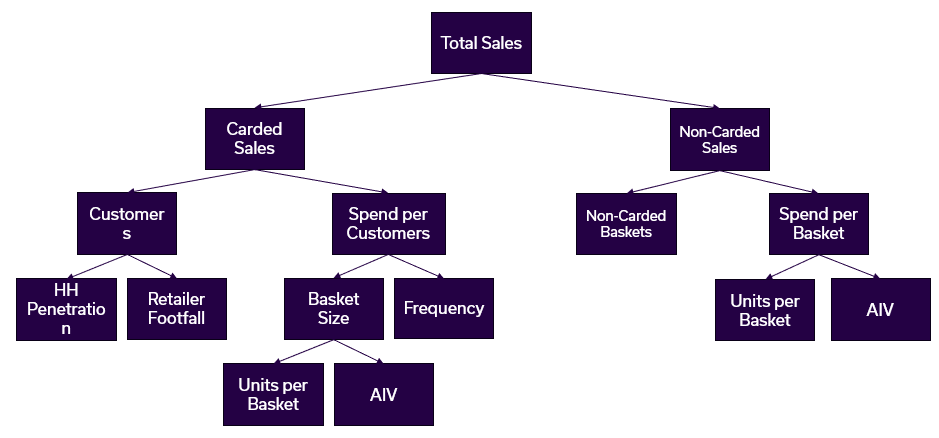 Total Sales
Carded
Sales
Non-Carded
Sales
Customer
s
Spend per
Customers
Non-Carded
Baskets
Spend per
Basket
HH
Penetratio
n
Retailer
Footfall
Basket
Size
Frequency
Units per
Basket
AIV
Units per
Basket
AIV